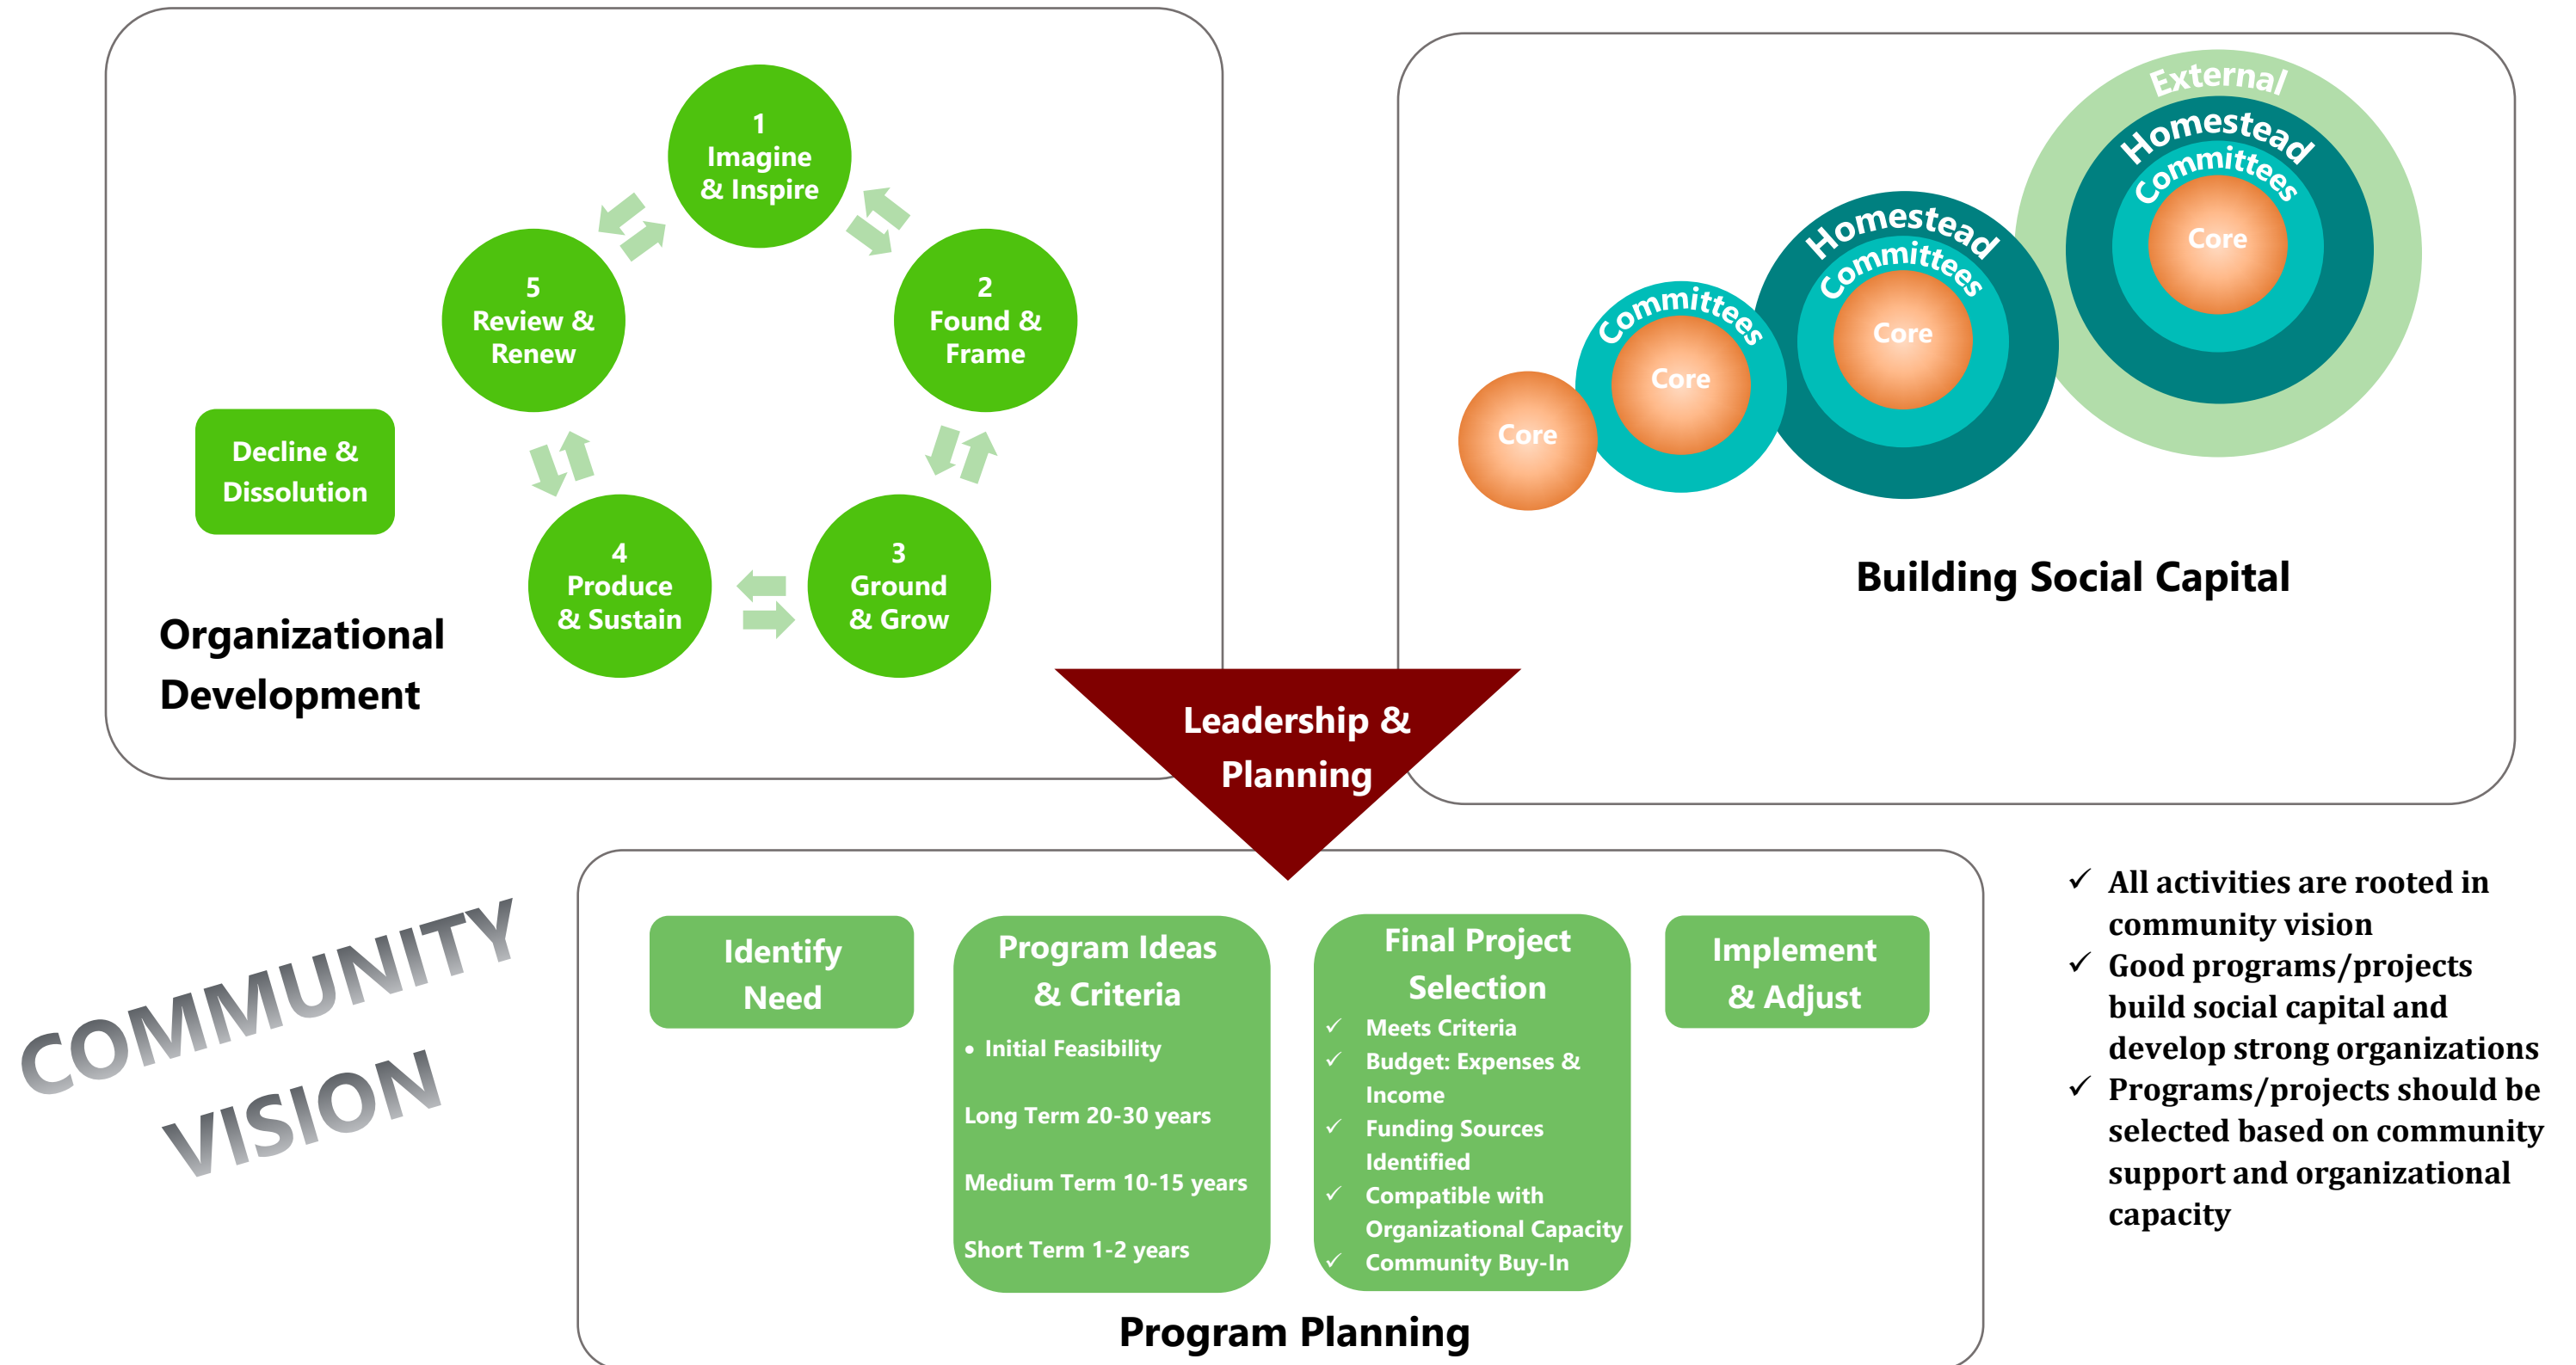 1
Imagine
& Inspire
2
Found &
Frame
3
Ground
& Grow
4
Produce
& Sustain
5
Review &
Renew
Decline &
Dissolution
Organizational
Development
External
Homestead
Committees
Core
Homestead
Committees
Core
Committees
Core
Core
Building Social Capital
Leadership &
Planning
COMMUNITY
VISION
Identify
Need
Program Ideas
& Criteria
• Initial Feasibility
Long Term 20-30 years
Medium Term 10-15 years
Short Term 1-2 years
Final Project
Selection
✓ Meets Criteria
✓ Budget: Expenses &
Income
✓ Funding Sources
Identified
✓ Compatible with
Organizational Capacity
✓ Community Buy-In
Implement
& Adjust
Program Planning
✓ All activities are rooted in
community vision
✓ Good programs/projects
build social capital and
develop strong organizations
✓ Programs/projects should be
selected based on community
support and organizational
capacity